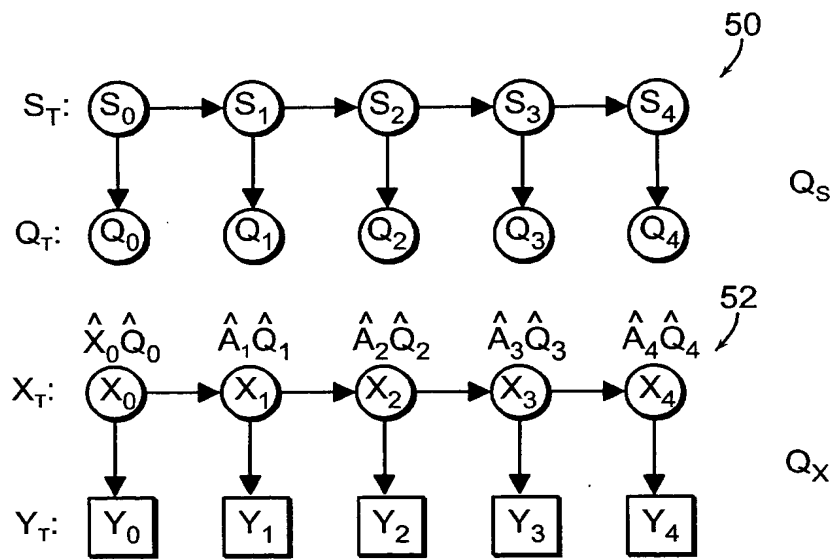 50
S_T: S_0 S_1 S_2 S_3 S_4
Q_S
Q_T: Q_0 Q_1 Q_2 Q_3 Q_4
52
X̂_0Q̂_0 Â_1Q̂_1 Â_2Q̂_2 Â_3Q̂_3 Â_4Q̂_4
X_T: X_0 X_1 X_2 X_3 X_4
Q_X
Y_T: Y_0 Y_1 Y_2 Y_3 Y_4